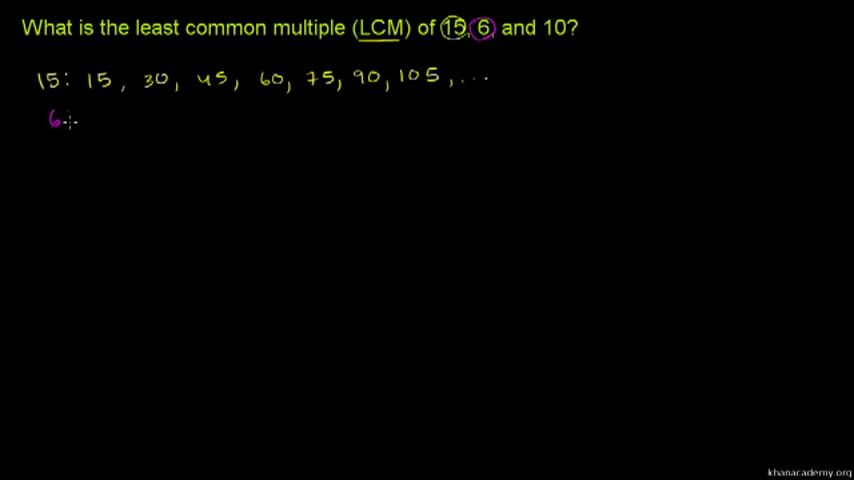 What is the least common multiple (LCM) of 15, 6, and 10?
15: 15, 30, 45, 60, 75, 90, 105, ...
6
khanacademy.org